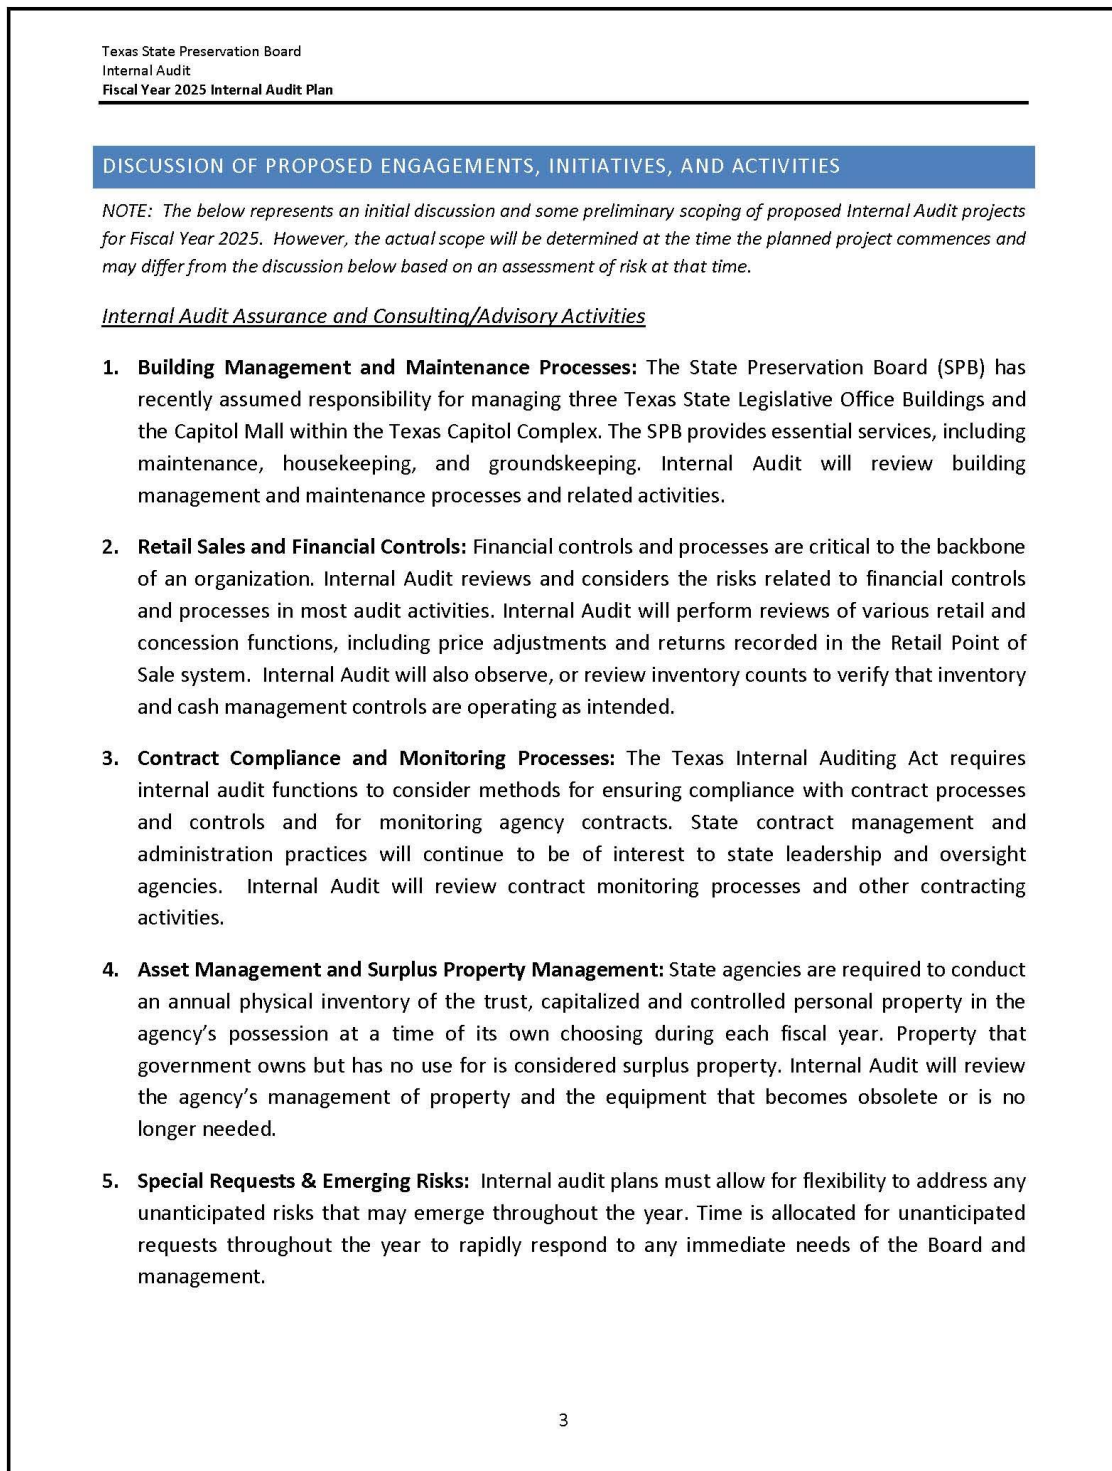 Texas State Preservation Board
Internal Audit
Fiscal Year 2025 Internal Audit Plan
DISCUSSION OF PROPOSED ENGAGEMENTS, INITIATIVES, AND ACTIVITIES
NOTE:  The below represents an initial discussion and some preliminary scoping of proposed Internal Audit projects
for Fiscal Year 2025.  However, the actual scope will be determined at the time the planned project commences and
may differ from the discussion below based on an assessment of risk at that time.
Internal Audit Assurance and Consulting/Advisory Activities
1. Building Management and Maintenance Processes: The State Preservation Board (SPB) has
recently assumed responsibility for managing three Texas State Legislative Office Buildings and
the Capitol Mall within the Texas Capitol Complex. The SPB provides essential services, including
maintenance, housekeeping, and groundskeeping. Internal Audit will review building
management and maintenance processes and related activities.
2. Retail Sales and Financial Controls: Financial controls and processes are critical to the backbone
of an organization. Internal Audit reviews and considers the risks related to financial controls
and processes in most audit activities. Internal Audit will perform reviews of various retail and
concession functions, including price adjustments and returns recorded in the Retail Point of
Sale system.  Internal Audit will also observe, or review inventory counts to verify that inventory
and cash management controls are operating as intended.
3. Contract Compliance and Monitoring Processes: The Texas Internal Auditing Act requires
internal audit functions to consider methods for ensuring compliance with contract processes
and controls and for monitoring agency contracts. State contract management and
administration practices will continue to be of interest to state leadership and oversight
agencies.  Internal Audit will review contract monitoring processes and other contracting
activities.
4. Asset Management and Surplus Property Management: State agencies are required to conduct
an annual physical inventory of the trust, capitalized and controlled personal property in the
agency's possession at a time of its own choosing during each fiscal year. Property that
government owns but has no use for is considered surplus property. Internal Audit will review
the agency's management of property and the equipment that becomes obsolete or is no
longer needed.
5. Special Requests & Emerging Risks:  Internal audit plans must allow for flexibility to address any
unanticipated risks that may emerge throughout the year. Time is allocated for unanticipated
requests throughout the year to rapidly respond to any immediate needs of the Board and
management.
3